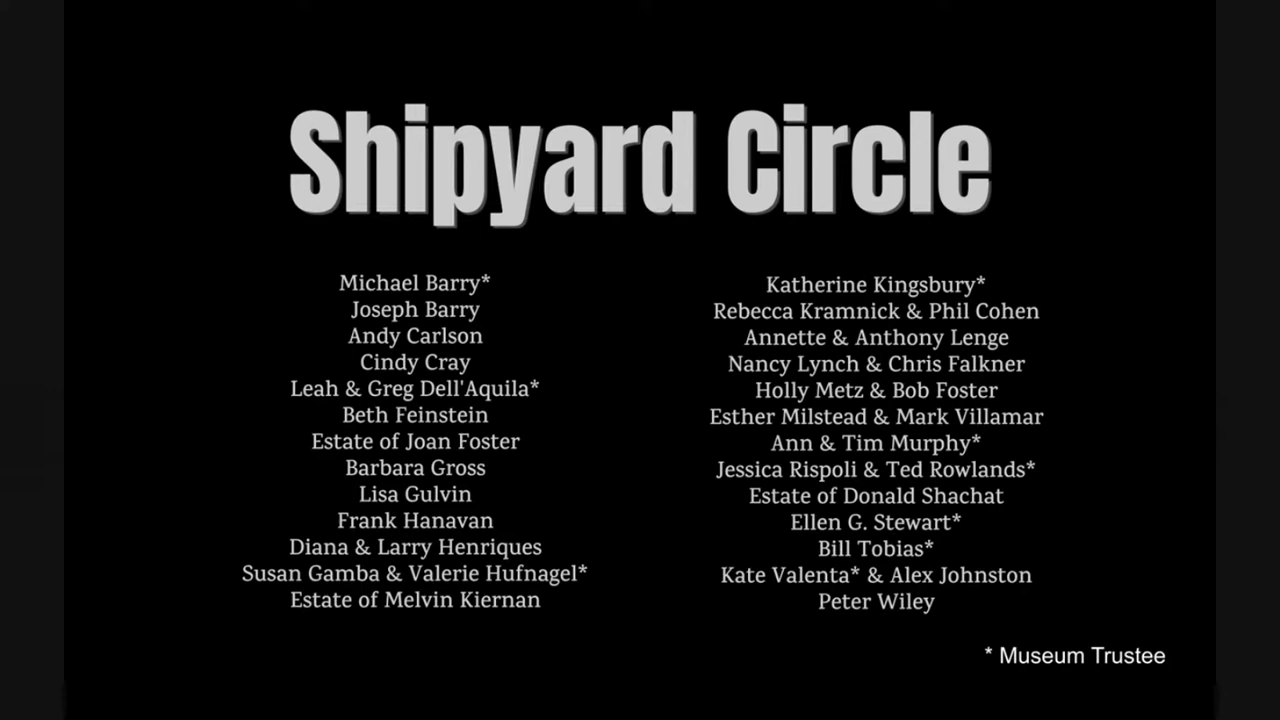 Shipyard Circle
Michael Barry*
Joseph Barry
Andy Carlson
Cindy Cray
Leah & Greg Dell'Aquila*
Beth Feinstein
Estate of Joan Foster
Barbara Gross
Lisa Gulvin
Frank Hanavan
Diana & Larry Henriques
Susan Gamba & Valerie Hufnagel*
Estate of Melvin Kiernan
Katherine Kingsbury*
Rebecca Kramnick & Phil Cohen
Annette & Anthony Lenge
Nancy Lynch & Chris Falkner
Holly Metz & Bob Foster
Esther Milstead & Mark Villamar
Ann & Tim Murphy*
Jessica Rispoli & Ted Rowlands*
Estate of Donald Shachat
Ellen G. Stewart*
Bill Tobias*
Kate Valenta* & Alex Johnston
Peter Wiley
* Museum Trustee